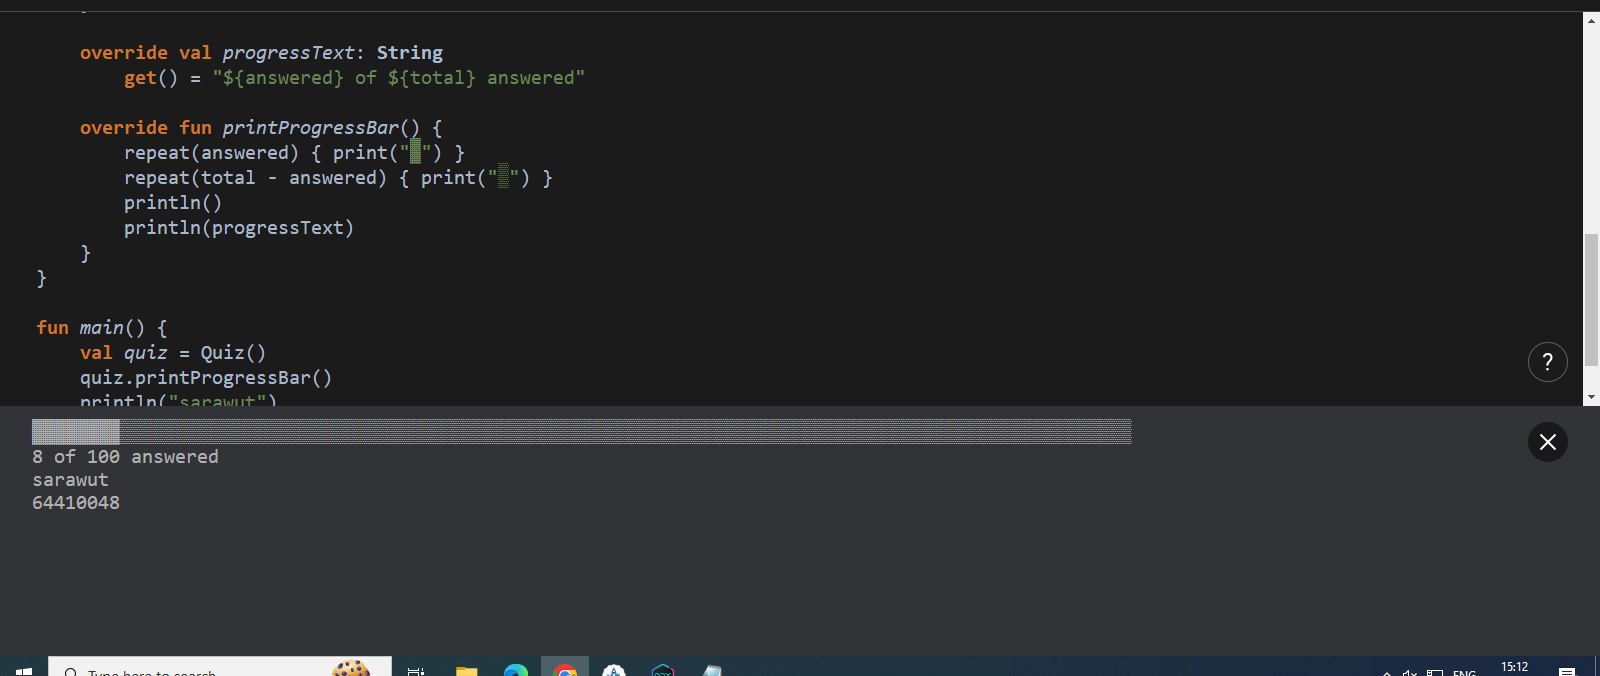 override val progressText: String
get() = "${answered} of ${total} answered"
override fun printProgressBar() {
repeat(answered) { print("▓") }
repeat(total - answered) { print("▒") }
println()
println(progressText)
}
}
fun main() {
val quiz = Quiz()
quiz.printProgressBar()
println("sarawut")
?
8 of 100 answered
sarawut
64410048
Type here to search
ENG
15:12